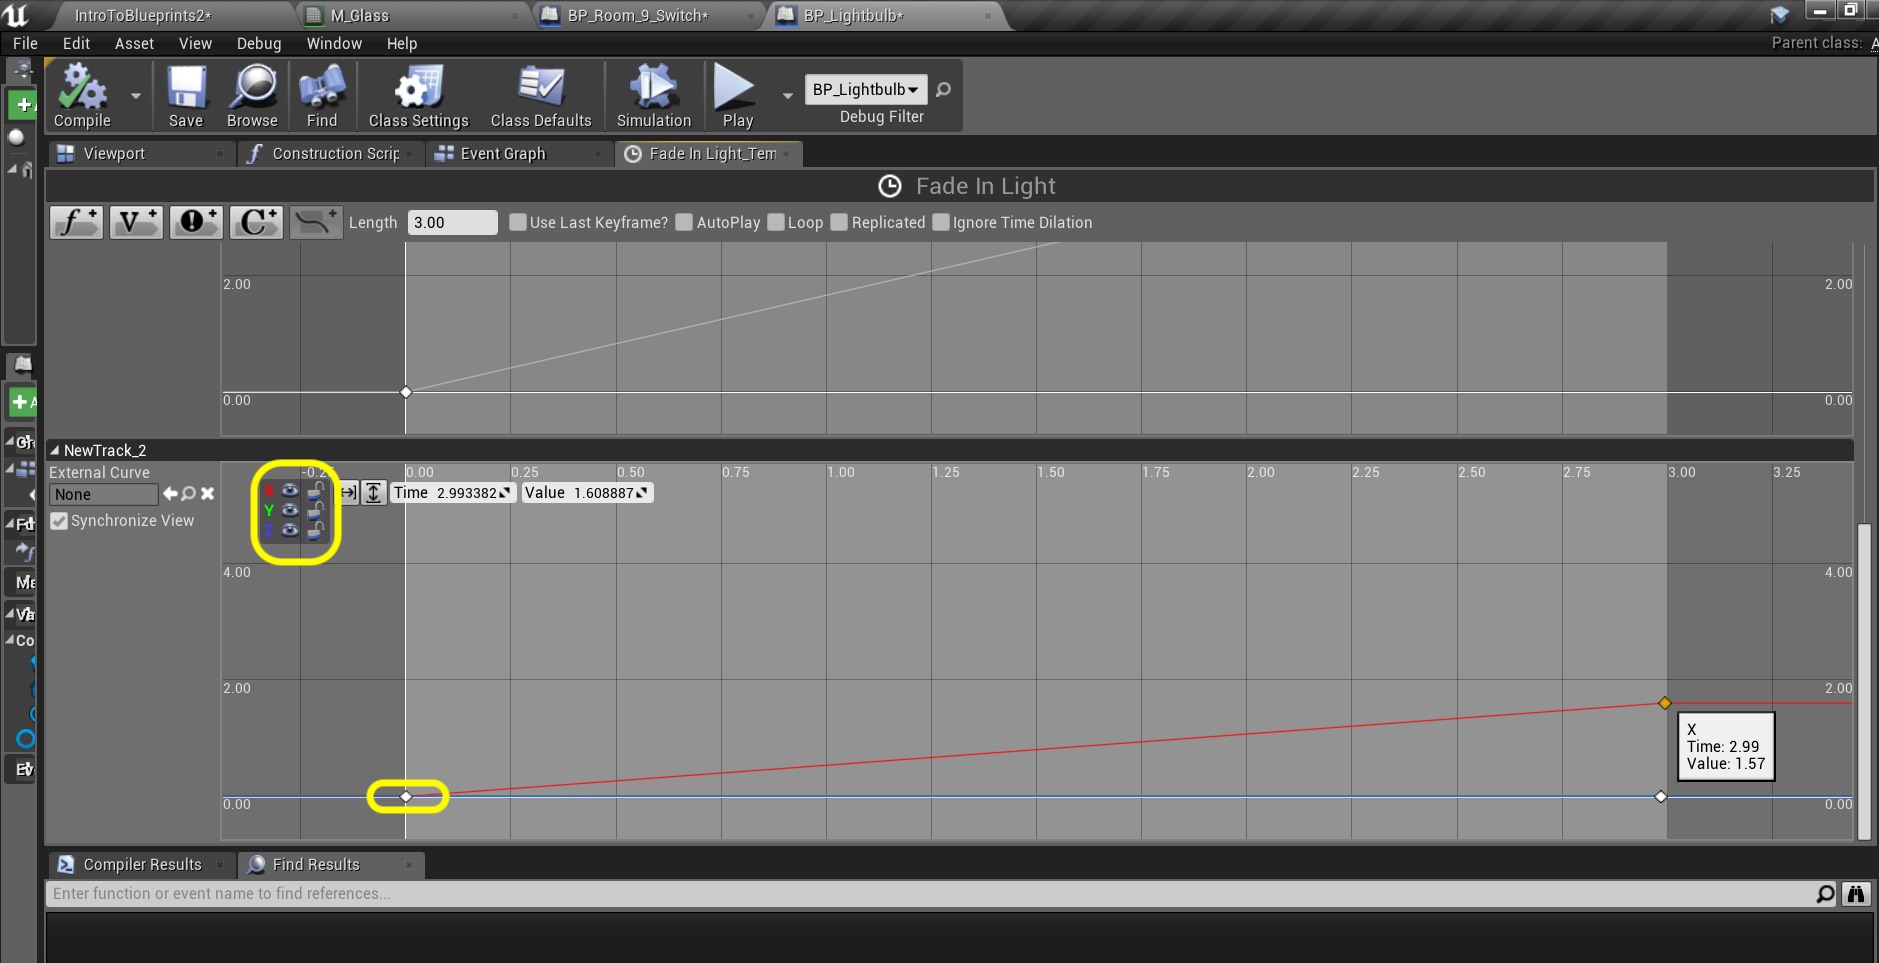 IntroToBlueprints2*
M_Glass
BP_Room_9_Switch*
BP_Lightbulb*
File Edit Asset View Debug Window Help
Parent class:
Compile Save Browse Find Class Settings Class Defaults Simulation Play
BP_Lightbulb
Debug Filter
Viewport
Construction Scrip
Event Graph
Fade In Light_Tem
Fade In Light
f V C Length 3.00 Use Last Keyframe? AutoPlay Loop Replicated Ignore Time Dilation
2.00 2.00
0.00 0.00
NewTrack_2
External Curve
None
Synchronize View
0.00 0.25 0.50 0.75 1.00 1.25 1.50 1.75 2.00 2.25 2.50 2.75 3.00 3.25
X
Y
Z
Time 2.993382 Value 1.608887
4.00 4.00
2.00 2.00
X
Time: 2.99
Value: 1.57
0.00 0.00
Compiler Results
Find Results
Enter function or event name to find references...